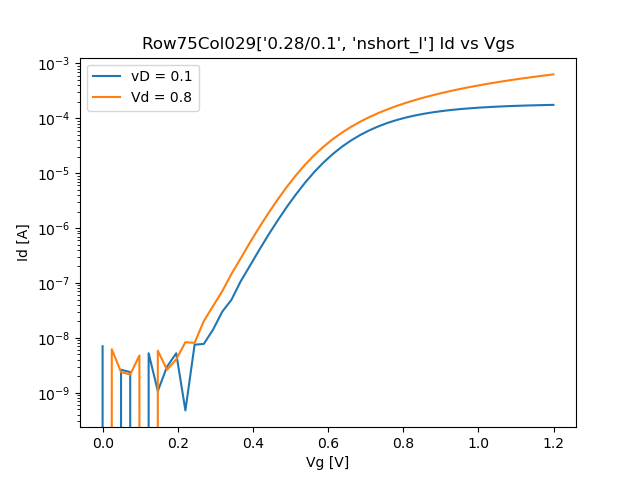 Row75Col029['0.28/0.1', 'nshort_l'] Id vs Vgs
vD = 0.1
Vd = 0.8
Id [A]
10⁻³
10⁻⁴
10⁻⁵
10⁻⁶
10⁻⁷
10⁻⁸
10⁻⁹
0.0 0.2 0.4 0.6 0.8 1.0 1.2
Vg [V]